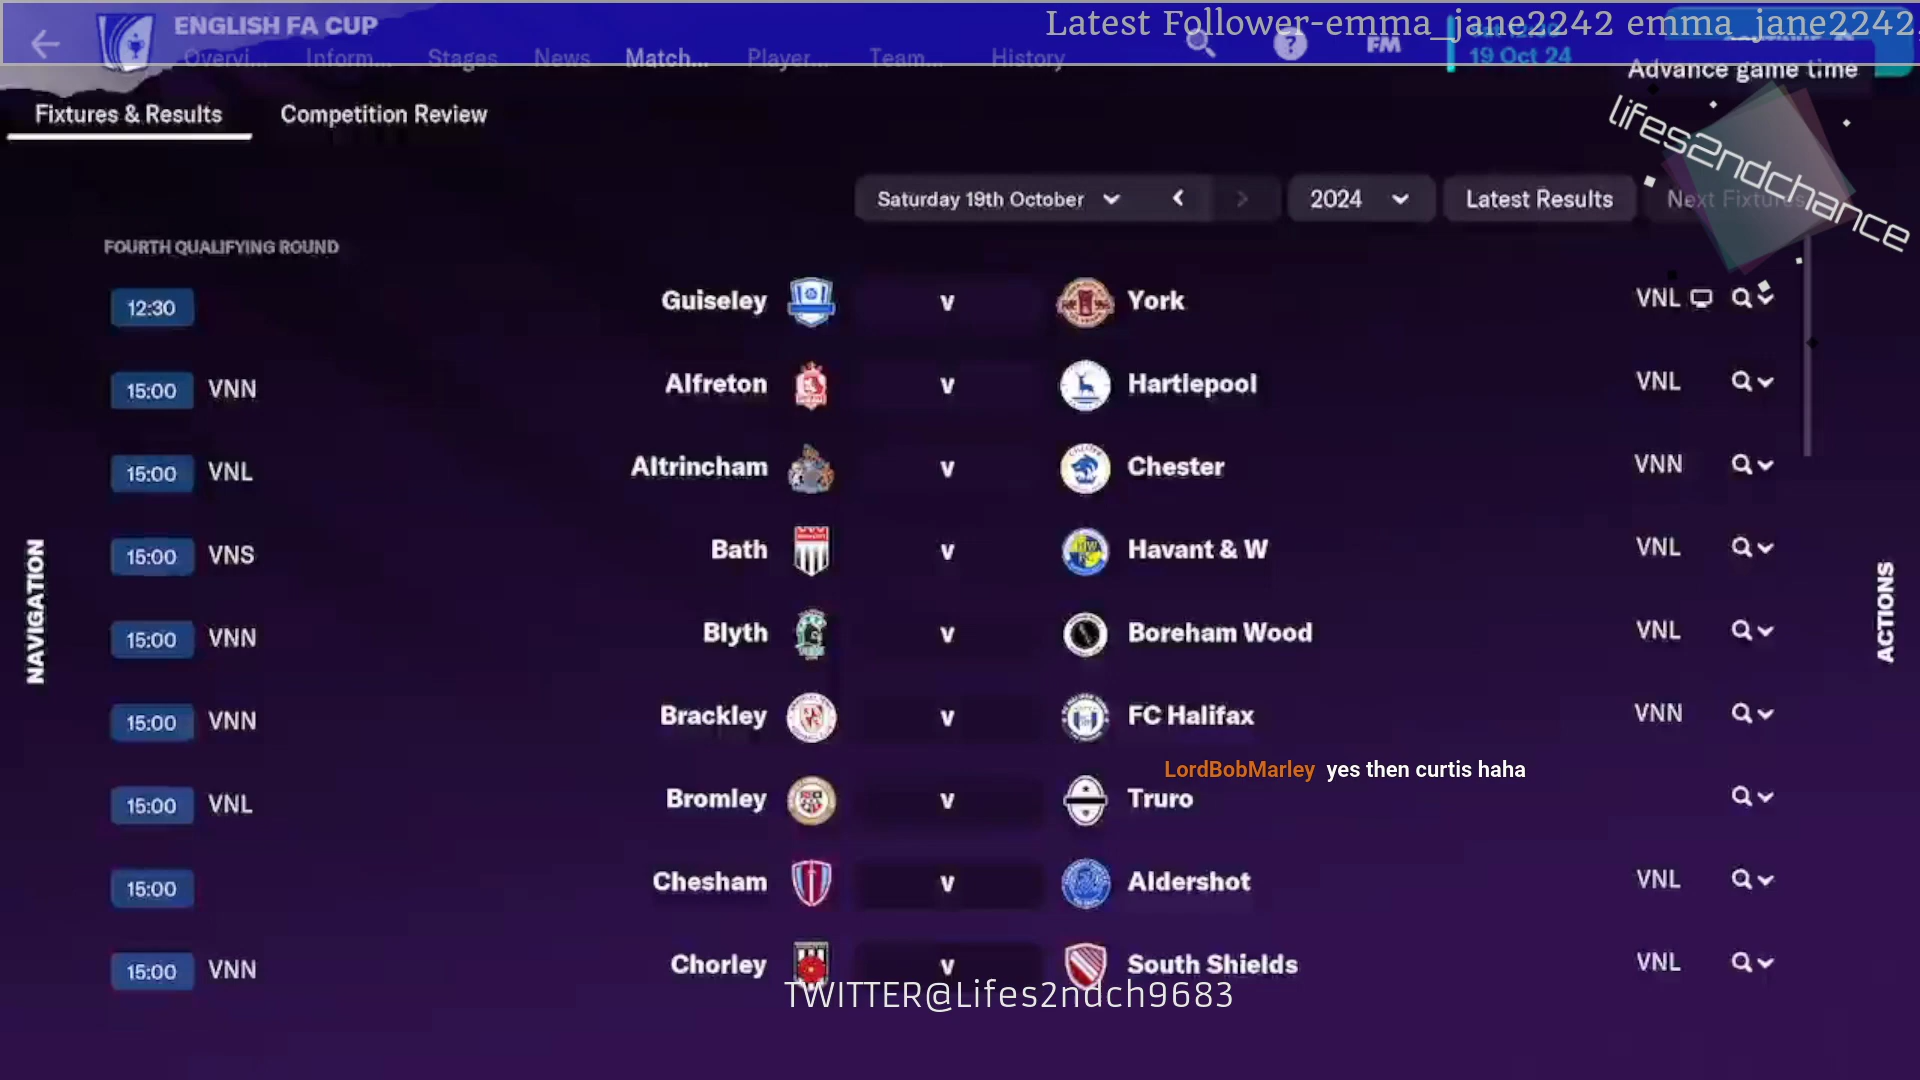 ENGLISH FA CUP
Latest Follower-emma_jane2242 emma_jane2242
Overvi... Inform... Stages News Match... Player... Team... History
FM
19 Oct 24
Advance game time
Fixtures & Results Competition Review
lifes2ndchance
Saturday 19th October 2024 Latest Results Next Fixtures
FOURTH QUALIFYING ROUND
12:30 Guiseley v York VNL
15:00 VNN Alfreton v Hartlepool VNL
15:00 VNL Altrincham v Chester VNN
15:00 VNS Bath v Havant & W VNL
15:00 VNN Blyth v Boreham Wood VNL
15:00 VNN Brackley v FC Halifax VNN
LordBobMarley yes then curtis haha
15:00 VNL Bromley v Truro
15:00 Chesham v Aldershot VNL
15:00 VNN Chorley v South Shields VNL
TWITTER@Lifes2ndch9683
NAVIGATION
ACTIONS